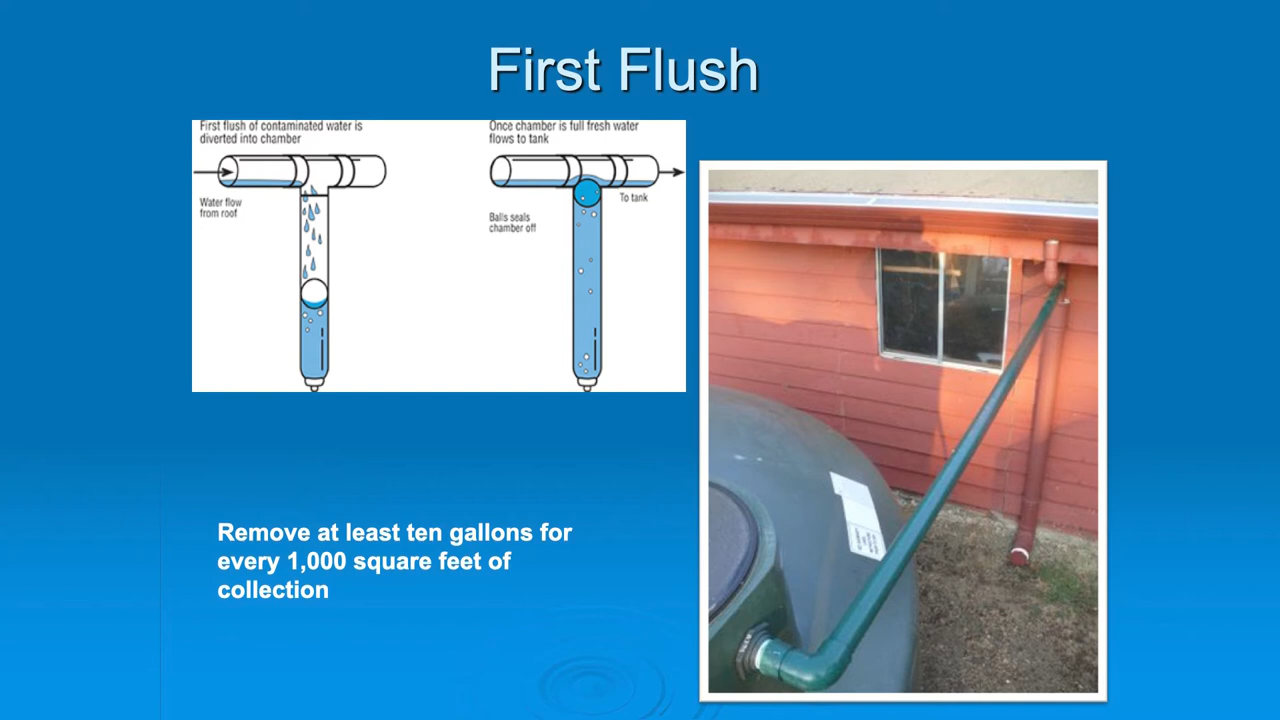 First Flush
First flush of contaminated water is
diverted into chamber
Water flow
from roof
Once chamber is full fresh water
flows to tank
To tank
Balls seals
chamber off
Remove at least ten gallons for
every 1,000 square feet of
collection